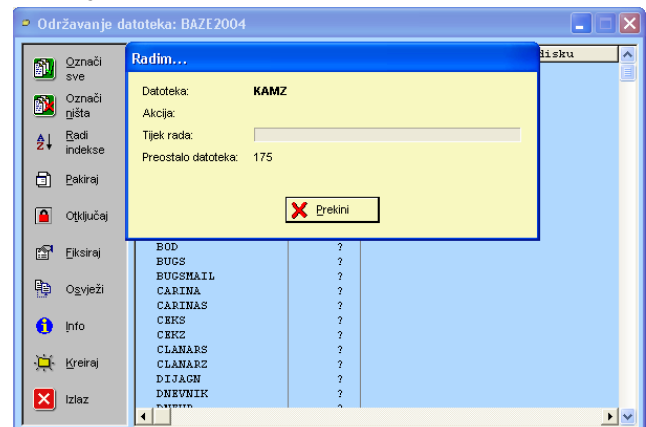 Održavanje datoteka: BAZE2004
Označi
sve
Označi
ništa
Radi
indekse
Pakiraj
Otključaj
Fiksiraj
Osvježi
Info
Kreiraj
Izlaz
disku
Radim...
Datoteka: KAMZ
Akcija:
Tijek rada:
Preostalo datoteka: 175
Prekini
BOD ?
BUGS ?
BUGSMAIL ?
CARINA ?
CARINAS ?
CEKS ?
CEKZ ?
CLANARS ?
CLANARZ ?
DIJAGN ?
DNEVNIK ?